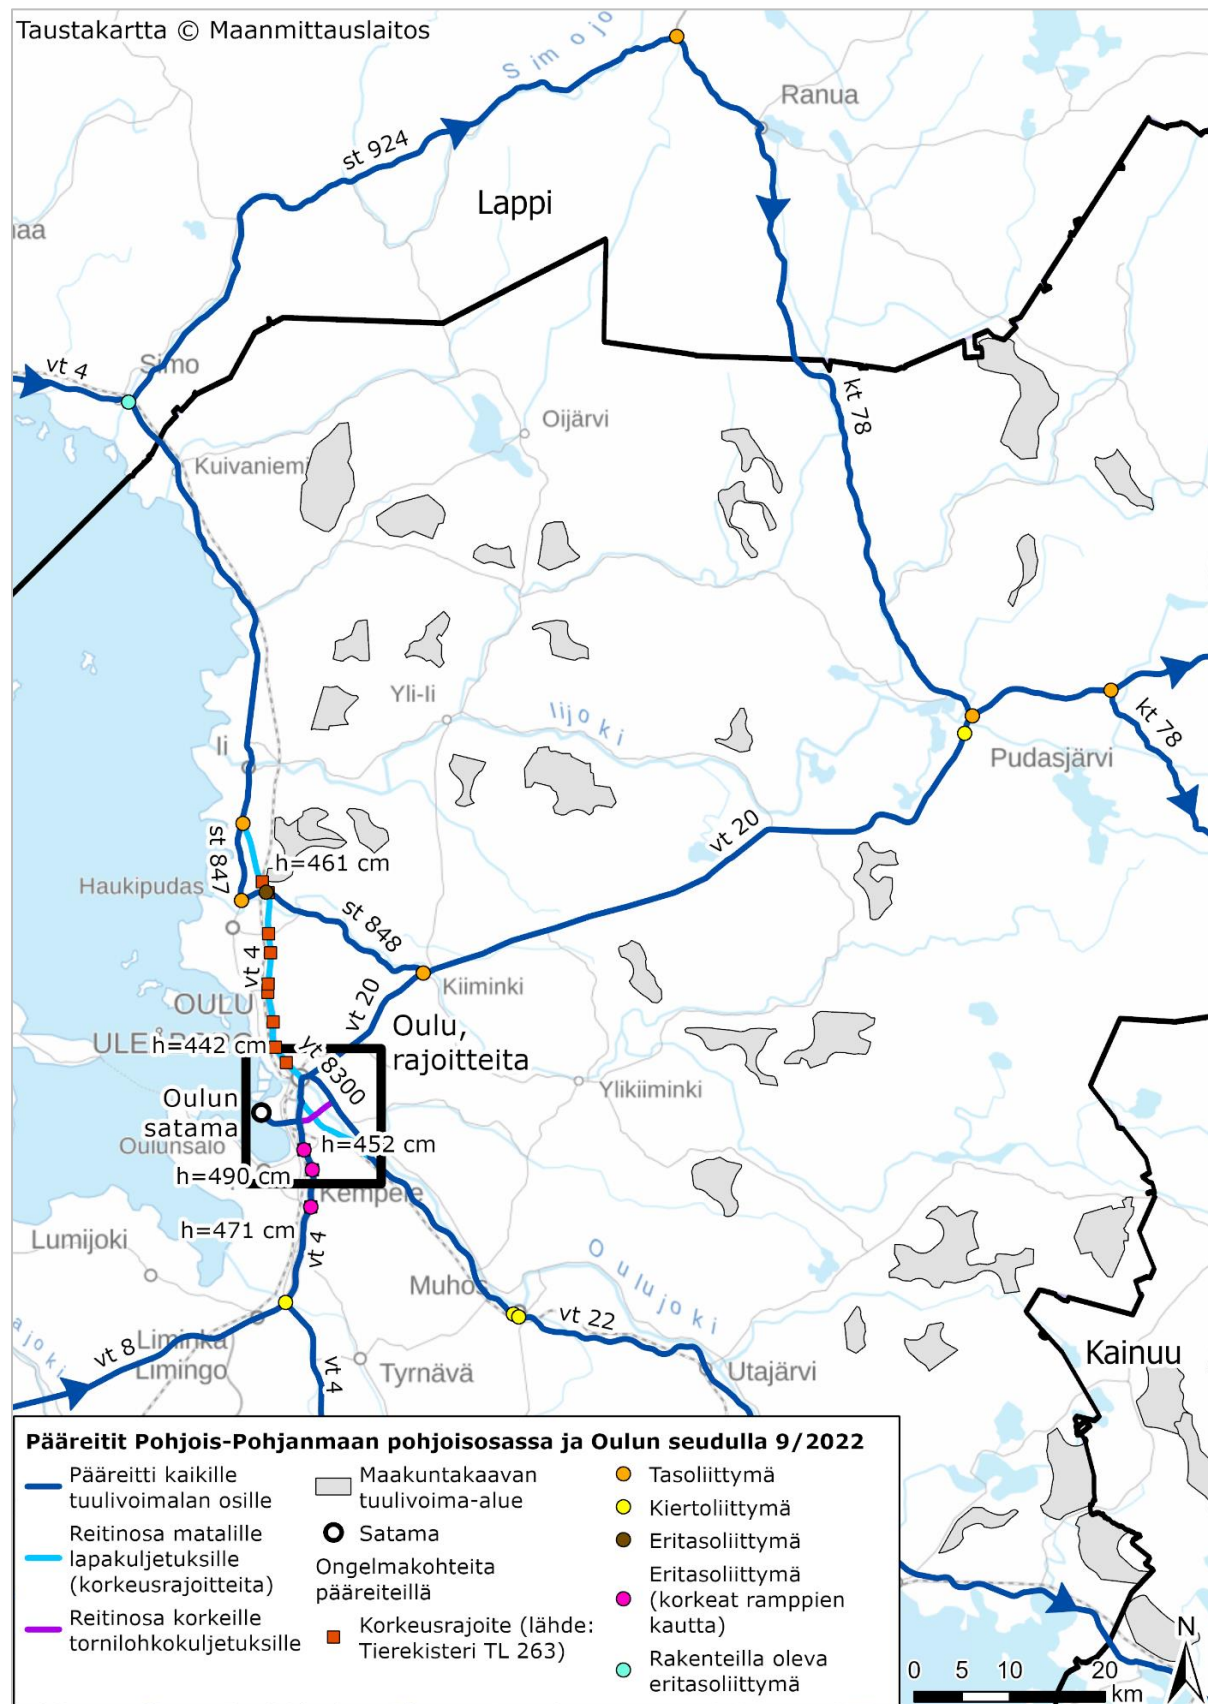 Taustakartta © Maanmittauslaitos
Simojo
Ranua
st 924
Lappi
naa
Simo
vt 4
kt 78
Oijärvi
Kuivaniemi
Yli-Ii
Iijoki
Ii
kt 78
Pudasjärvi
vt 20
st 847
h=461 cm
Haukipudas
st 848
vt 4
Kiiminki
vt 20
OULU
Oulu,
rajoitteita
h=442 cm
yt 8300
Ylikiiminki
Oulun
satama
Oulunsalo
h=452 cm
h=490 cm
Kempele
h=471 cm
Lumijoki
vt 4
Oulujoki
Muhos
vt 22
ajoki
vt 8
Liminka
Limingo
vt 4
Tyrnävä
Utajärvi
Kainuu
Pääreitit Pohjois-Pohjanmaan pohjoisosassa ja Oulun seudulla 9/2022
Pääreitti kaikille
tuulivoimalan osille
Reitinosa matalille
lapakuljetuksille
(korkeusrajoitteita)
Reitinosa korkeille
tornilohkokuljetuksille
Maakuntakaavan
tuulivoima-alue
Satama
Ongelmakohteita
pääreiteillä
Korkeusrajoite (lähde:
Tierekisteri TL 263)
Tasoliittymä
Kiertoliittymä
Eritasoliittymä
Eritasoliittymä
(korkeat ramppien
kautta)
Rakenteilla oleva
eritasoliittymä
N
0 5 10 20
km